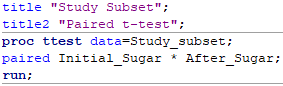 title "Study Subset";
title2 "Paired t-test";
proc ttest data=Study_subset;
paired Initial_Sugar * After_Sugar;
run;